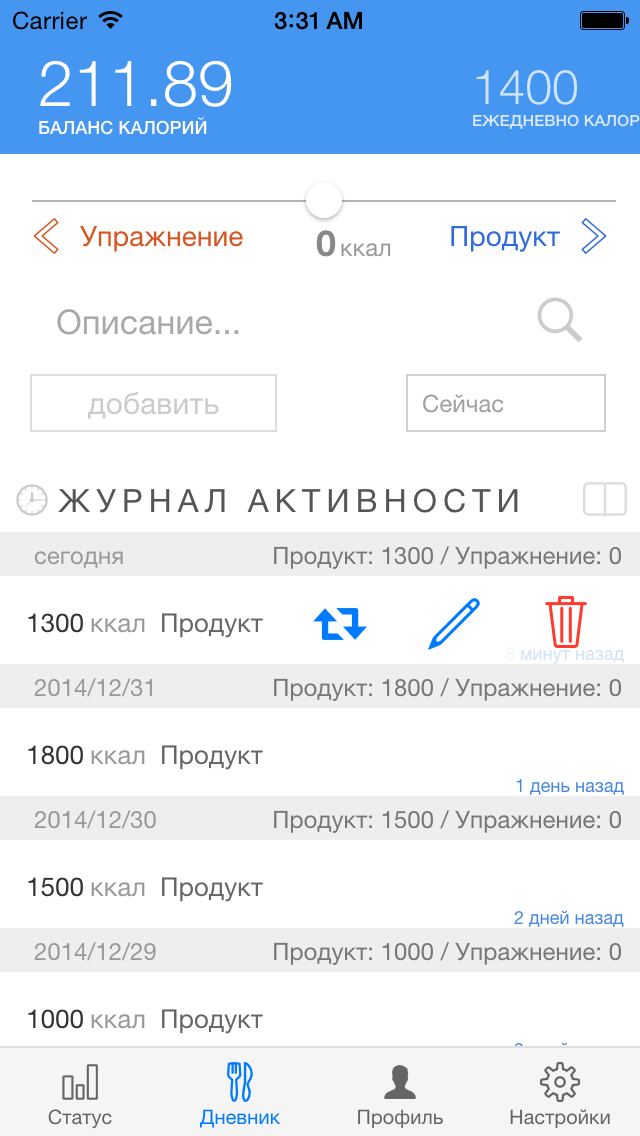 Carrier 3:31 AM
211.89 1400
БАЛАНС КАЛОРИЙ ЕЖЕДНЕВНО КАЛОР
Упражнение 0 ккал Продукт
Описание...
добавить Сейчас
ЖУРНАЛ АКТИВНОСТИ
сегодня Продукт: 1300 / Упражнение: 0
1300 ккал Продукт
8 минут назад
2014/12/31 Продукт: 1800 / Упражнение: 0
1800 ккал Продукт
1 день назад
2014/12/30 Продукт: 1500 / Упражнение: 0
1500 ккал Продукт
2 дней назад
2014/12/29 Продукт: 1000 / Упражнение: 0
1000 ккал Продукт
Статус Дневник Профиль Настройки